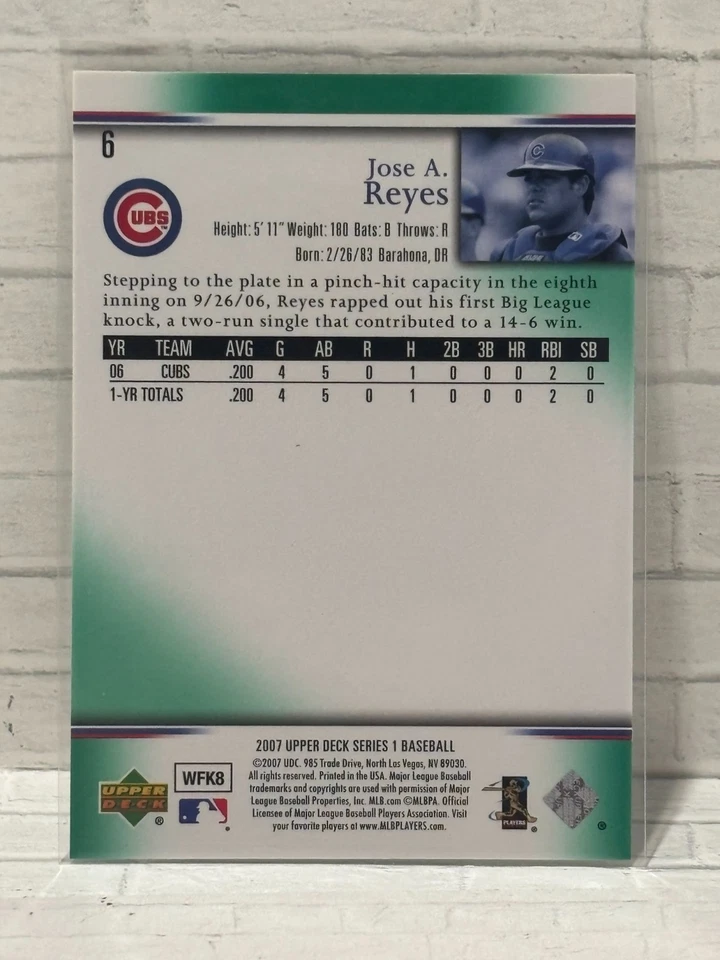 6
Jose A.
Reyes
CUBS™
Height: 5' 11" Weight: 180 Bats: B Throws: R
Born: 2/26/83 Barahona, DR
Stepping to the plate in a pinch-hit capacity in the eighth
inning on 9/26/06, Reyes rapped out his first Big League
knock, a two-run single that contributed to a 14-6 win.
YR TEAM AVG G AB R H 2B 3B HR RBI SB
06 CUBS .200 4 5 0 1 0 0 0 2 0
1-YR TOTALS .200 4 5 0 1 0 0 0 2 0
2007 UPPER DECK SERIES 1 BASEBALL
©2007 UDC. 985 Trade Drive, North Las Vegas, NV 89030.
All rights reserved. Printed in the USA. Major League Baseball
trademarks and copyrights are used with permission of Major
League Baseball Properties, Inc. MLB.com ©MLBPA. Official
Licensee of Major League Baseball Players Association. Visit
your favorite players at www.MLBPLAYERS.com.
UPPER
DECK
®
WFK8
®
PLAYERS
®
®